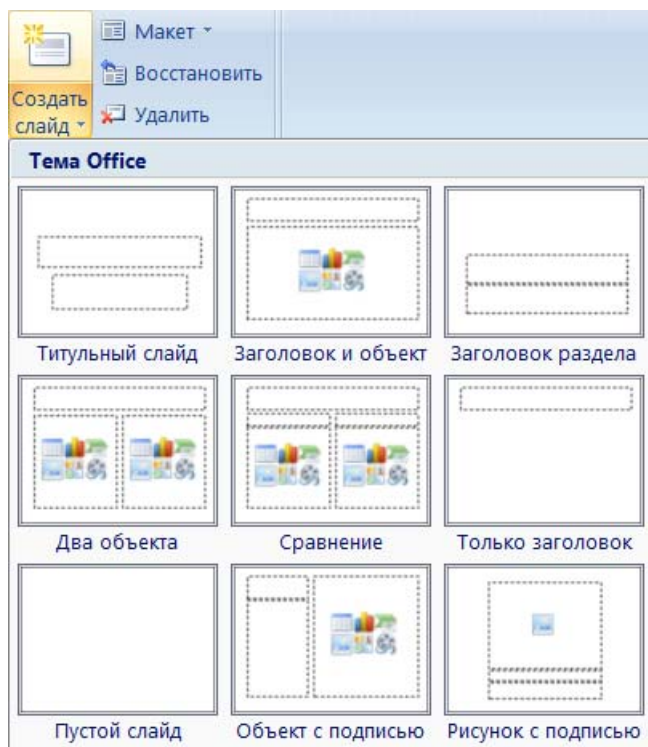 Макет
Восстановить
Создать
слайд
Удалить
Тема Office
Титульный слайд
Заголовок и объект
Заголовок раздела
Два объекта
Сравнение
Только заголовок
Пустой слайд
Объект с подписью
Рисунок с подписью